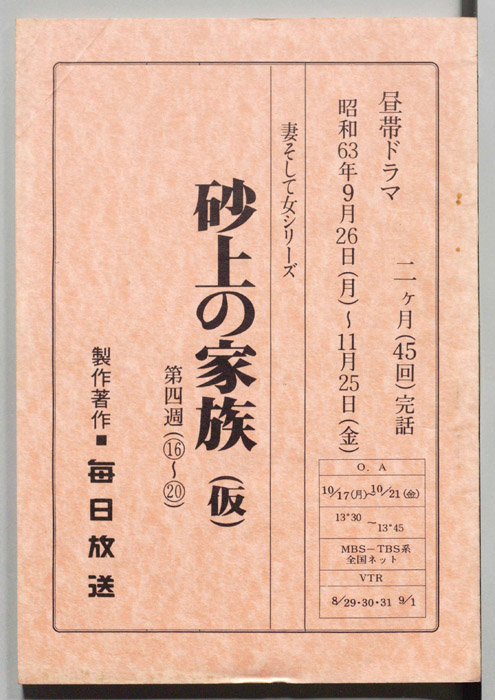 昼帯ドラマ　二ヶ月(45回)完話
昭和63年9月26日(月)～11月25日(金)
妻そして女シリーズ
砂上の家族(仮)
第四週(⑯～⑳)
製作著作■毎日放送
O. A
10/17(月)～10/21(金)
13"30～13"45
MBS－TBS系
全国ネット
VTR
8/29・30・31 9/1